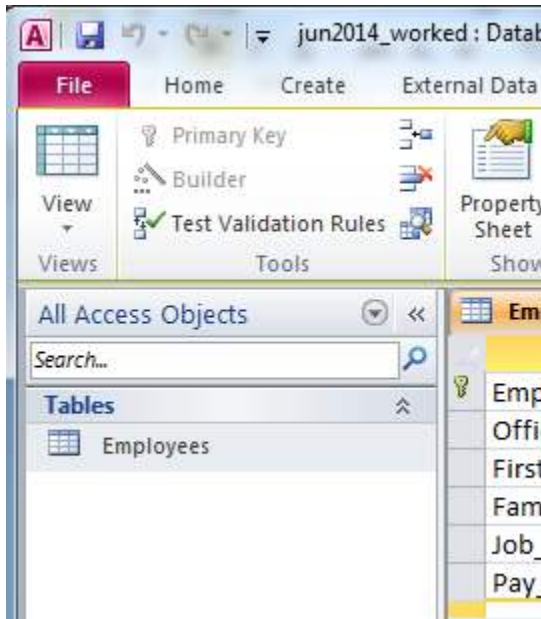 A jun2014_worked : Datab
File Home Create External Data
Primary Key
Builder
Test Validation Rules
View
Property
Sheet
Views Tools Show
All Access Objects
Search...
Tables
Employees
Em
Emp
Offi
First
Fam
Job_
Pay_